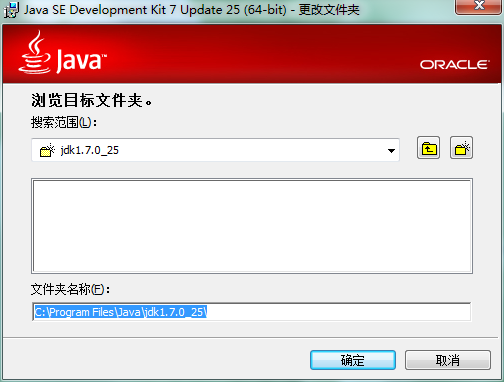 Java SE Development Kit 7 Update 25 (64-bit) - 更改文件夹
Java™
ORACLE
浏览目标文件夹。
搜索范围(L):
jdk1.7.0_25
文件夹名称(F):
C:\Program Files\Java\jdk1.7.0_25\
确定
取消